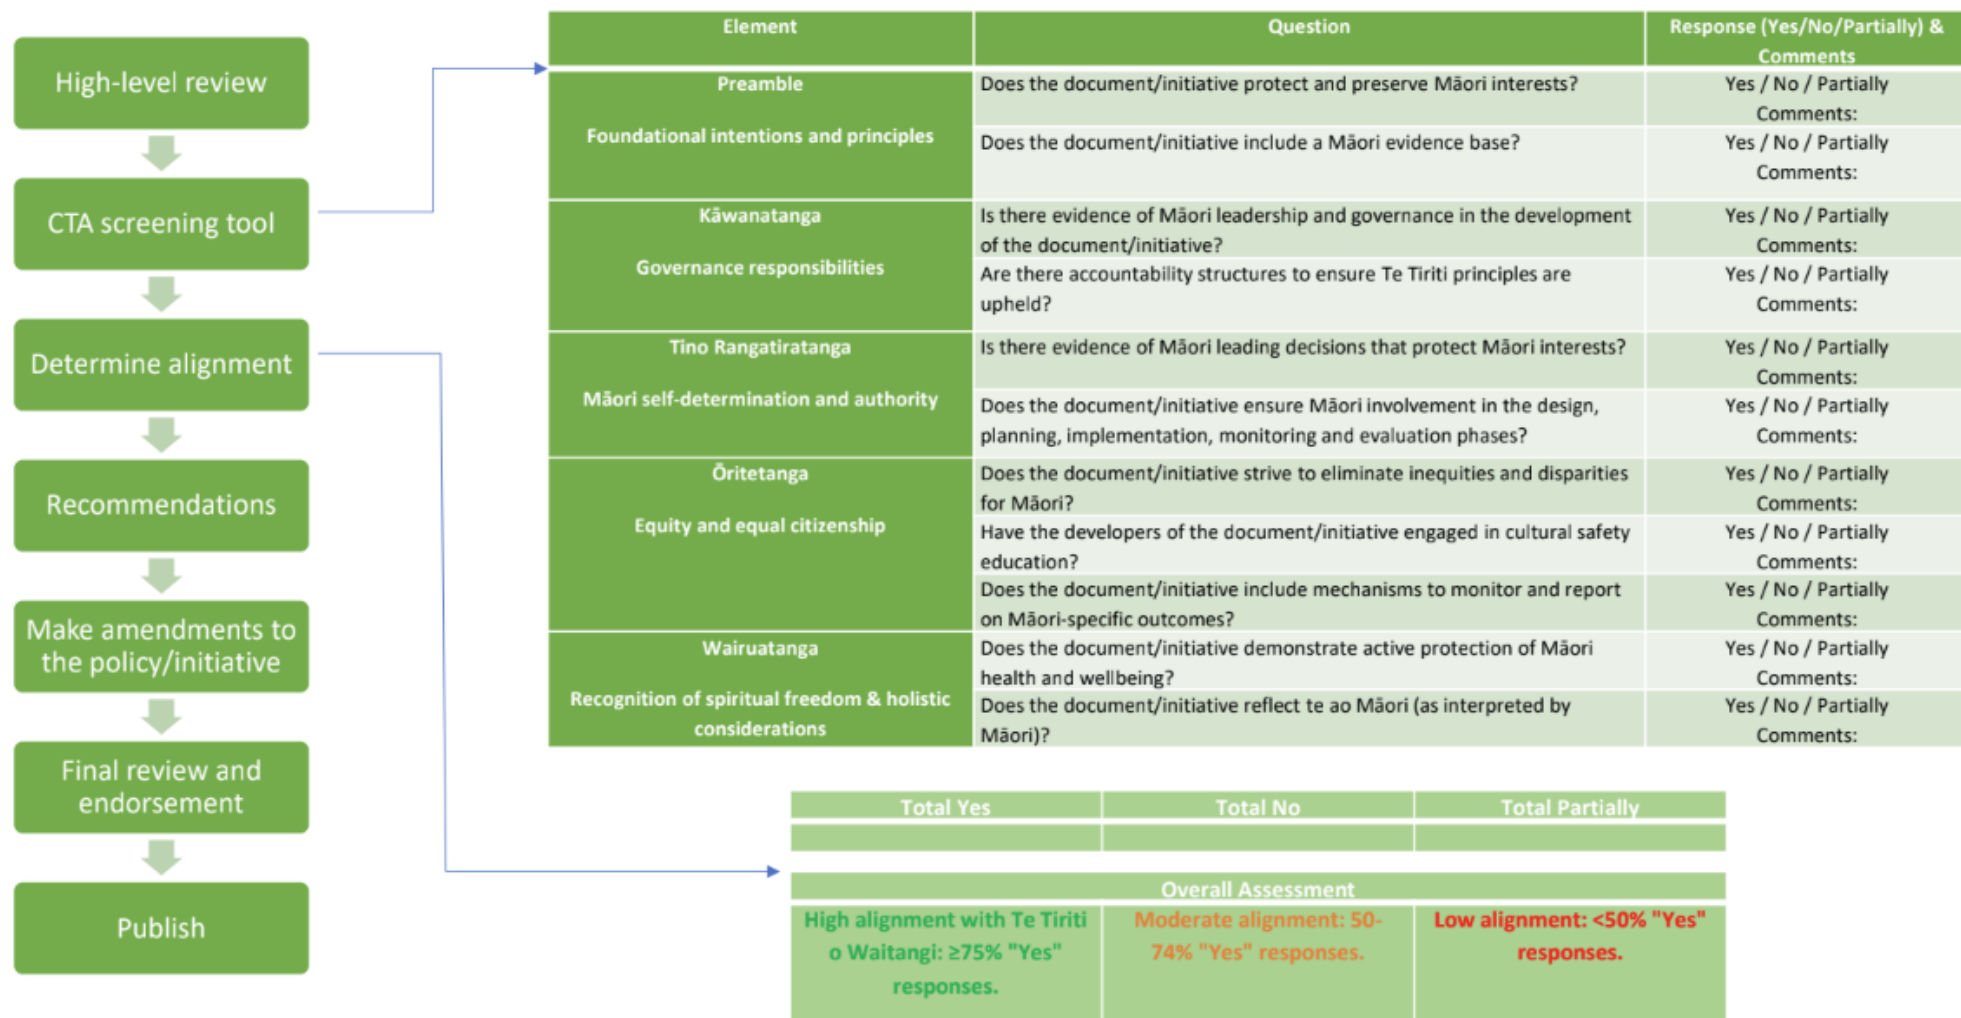 High-level review
CTA screening tool
Determine alignment
Recommendations
Make amendments to
the policy/initiative
Final review and
endorsement
Publish
Element
Question
Response (Yes/No/Partially) &
Comments
Preamble
Foundational intentions and principles
Does the document/initiative protect and preserve Māori interests?
Yes / No / Partially
Comments:
Does the document/initiative include a Māori evidence base?
Yes / No / Partially
Comments:
Kāwanatanga
Governance responsibilities
Is there evidence of Māori leadership and governance in the development
of the document/initiative?
Yes / No / Partially
Comments:
Are there accountability structures to ensure Te Tiriti principles are
upheld?
Yes / No / Partially
Comments:
Tino Rangatiratanga
Māori self-determination and authority
Is there evidence of Māori leading decisions that protect Māori interests?
Yes / No / Partially
Comments:
Does the document/initiative ensure Māori involvement in the design,
planning, implementation, monitoring and evaluation phases?
Yes / No / Partially
Comments:
Ōritetanga
Equity and equal citizenship
Does the document/initiative strive to eliminate inequities and disparities
for Māori?
Yes / No / Partially
Comments:
Have the developers of the document/initiative engaged in cultural safety
education?
Yes / No / Partially
Comments:
Does the document/initiative include mechanisms to monitor and report
on Māori-specific outcomes?
Yes / No / Partially
Comments:
Wairuatanga
Recognition of spiritual freedom & holistic
considerations
Does the document/initiative demonstrate active protection of Māori
health and wellbeing?
Yes / No / Partially
Comments:
Does the document/initiative reflect te ao Māori (as interpreted by
Māori)?
Yes / No / Partially
Comments:
Total Yes
Total No
Total Partially
Overall Assessment
High alignment with Te Tiriti
o Waitangi: ≥75% "Yes"
responses.
Moderate alignment: 50-
74% "Yes" responses.
Low alignment: <50% "Yes"
responses.